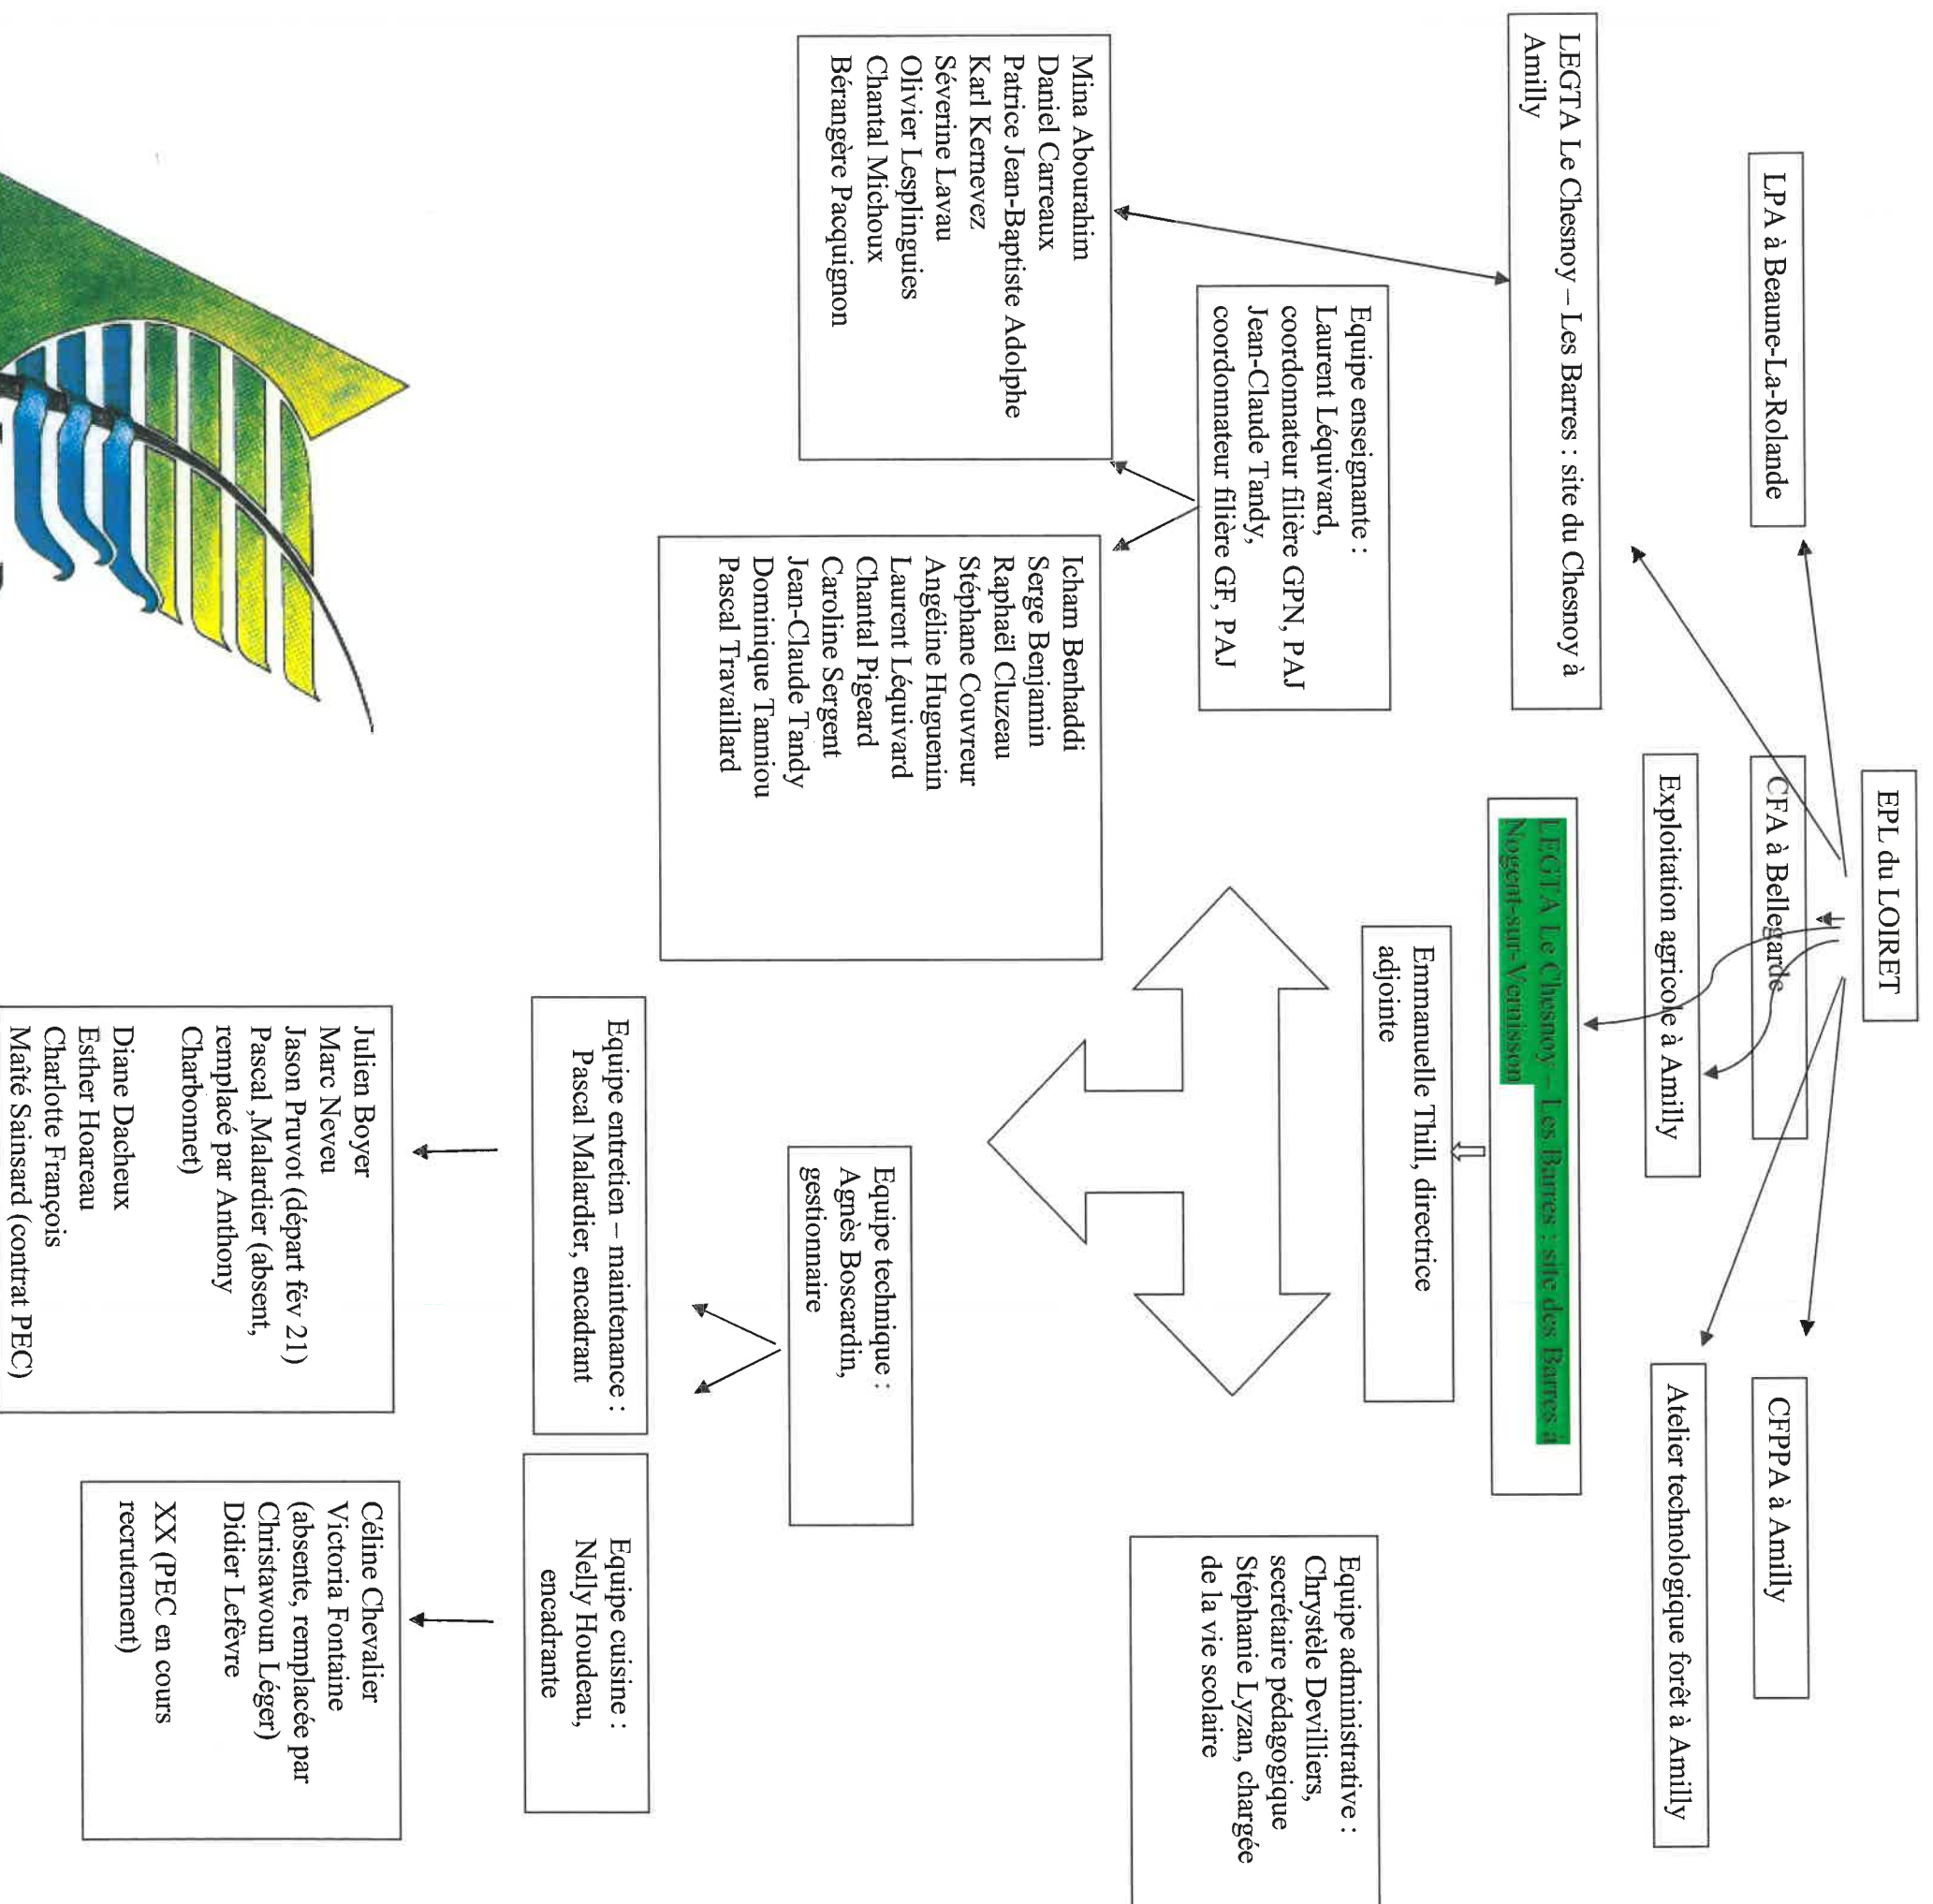 EPL du LOIRET
LPA à Beaune-La-Rolande
CFA à Bellegarde
CFPPA à Amilly
Exploitation agricole à Amilly
Atelier technologique forêt à Amilly
LEGTA Le Chesnoy – Les Barres : site du Chesnoy à
Amilly
LEGTA Le Chesnoy – Les Barres : site des Barres à
Nogent-sur-Vernisson
Emmanuelle Thill, directrice
adjointe
Equipe enseignante :
Laurent Léquivard,
coordonnateur filière GPN, PAJ
Jean-Claude Tandy,
coordonnateur filière GF, PAJ
Equipe administrative :
Chrystèle Devilliers,
secrétaire pédagogique
Stéphanie Lyzan, chargée
de la vie scolaire
Mina Abourahim
Daniel Carreaux
Patrice Jean-Baptiste Adolphe
Karl Kernevez
Séverine Lavau
Olivier Lesplinguies
Chantal Michoux
Bérangère Pacquignon
Icham Benhaddi
Serge Benjamin
Raphaël Cluzeau
Stéphane Couvreur
Angéline Huguenin
Laurent Léquivard
Chantal Pigeard
Caroline Sergent
Jean-Claude Tandy
Dominique Tanniou
Pascal Travaillard
Equipe technique :
Agnès Boscardin,
gestionnaire
Equipe entretien – maintenance :
Pascal Malardier, encadrant
Equipe cuisine :
Nelly Houdeau,
encadrante
Julien Boyer
Marc Neveu
Jason Pruvot (départ fév 21)
Pascal ,Malardier (absent,
remplacé par Anthony
Charbonnet)
Diane Dacheux
Esther Hoareau
Charlotte François
Maîté Sainsard (contrat PEC)
Céline Chevalier
Victoria Fontaine
(absente, remplacée par
Christawoun Léger)
Didier Lefèvre
XX (PEC en cours
recrutement)